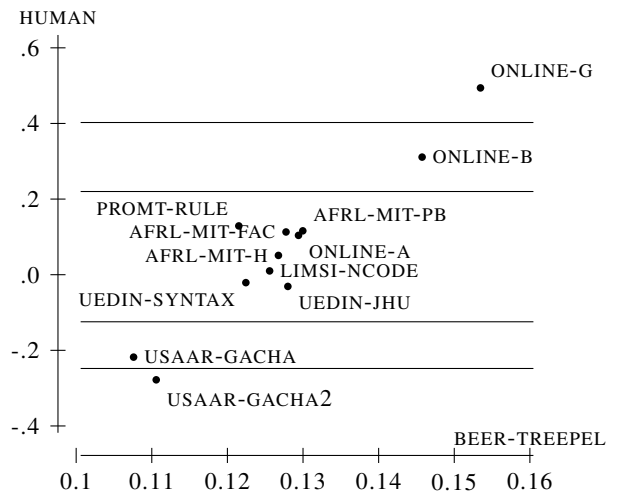 HUMAN
.6
ONLINE-G
.4
ONLINE-B
.2
PROMT-RULE
AFRL-MIT-PB
AFRL-MIT-FAC
AFRL-MIT-H
ONLINE-A
.0
LIMSI-NCODE
UEDIN-SYNTAX
UEDIN-JHU
-.2
USAAR-GACHA
USAAR-GACHA2
-.4
BEER-TREEPEL
0.1 0.11 0.12 0.13 0.14 0.15 0.16